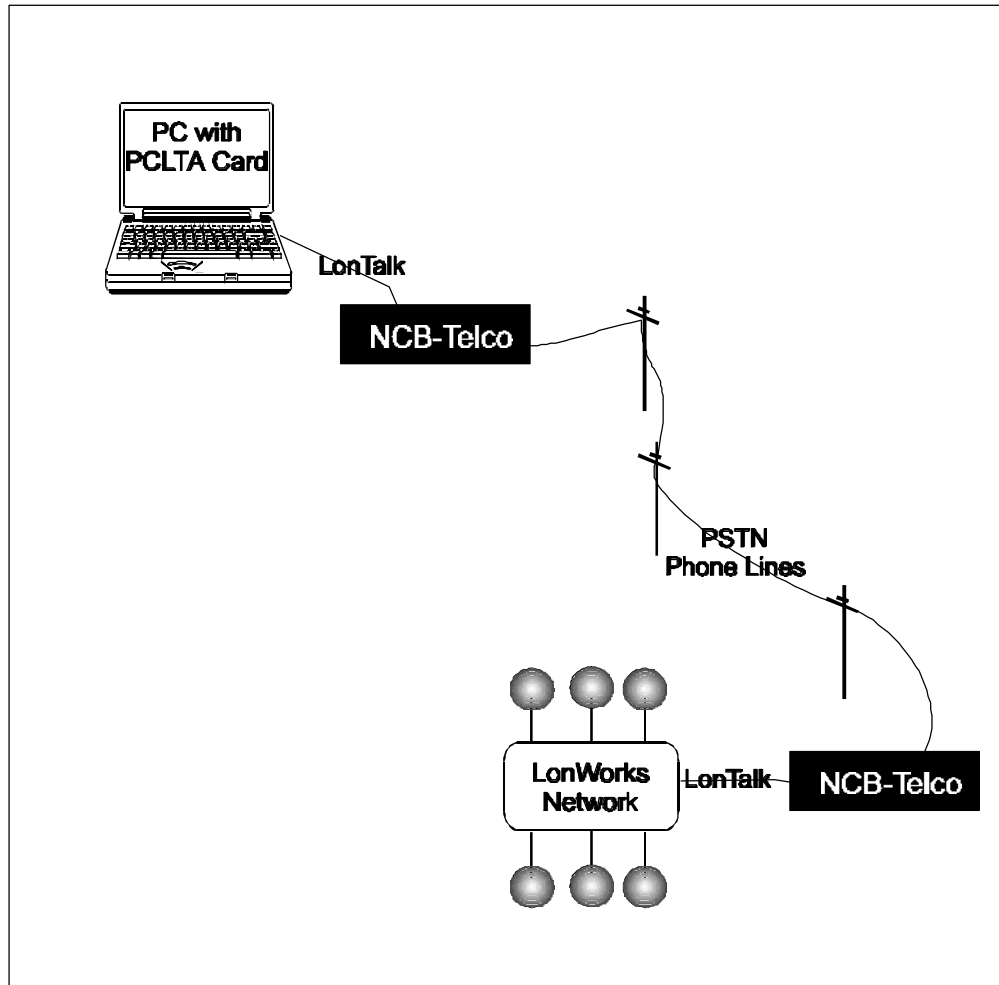 PC with
PCLTA Card
LonTalk
NCB-Telco
PSTN
Phone Lines
LonWorks
Network
LonTalk
NCB-Telco